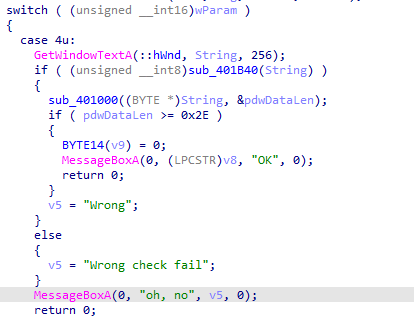 switch ( (unsigned __int16)wParam )
{
case 4u:
GetWindowTextA(::hWnd, String, 256);
if ( (unsigned __int8)sub_401B40(String) )
{
sub_401000((BYTE *)String, &pdwDataLen);
if ( pdwDataLen >= 0x2E )
{
BYTE14(v9) = 0;
MessageBoxA(0, (LPCSTR)v8, "OK", 0);
return 0;
}
v5 = "Wrong";
}
else
{
v5 = "Wrong check fail";
}
MessageBoxA(0, "oh, no", v5, 0);
return 0;